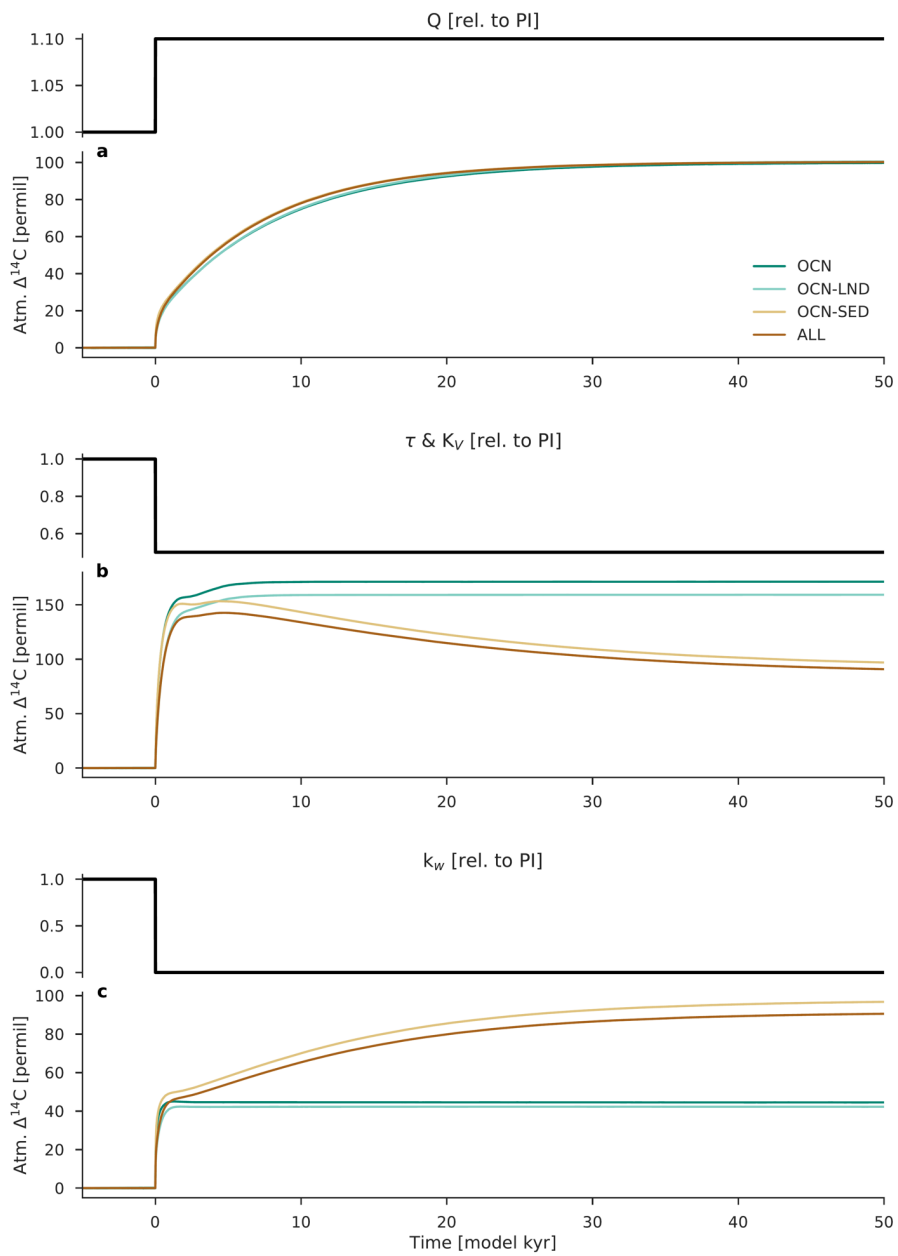 Q [rel. to PI]
1.10
1.05
1.00
a
100
80
60
40
20
0
Atm. Δ¹⁴C [permil]
OCN
OCN-LND
OCN-SED
ALL
0 10 20 30 40 50
τ & K_V [rel. to PI]
1.0
0.8
0.6
b
150
100
50
0
Atm. Δ¹⁴C [permil]
0 10 20 30 40 50
k_w [rel. to PI]
1.0
0.5
0.0
c
100
80
60
40
20
0
Atm. Δ¹⁴C [permil]
0 10 20 30 40 50
Time [model kyr]